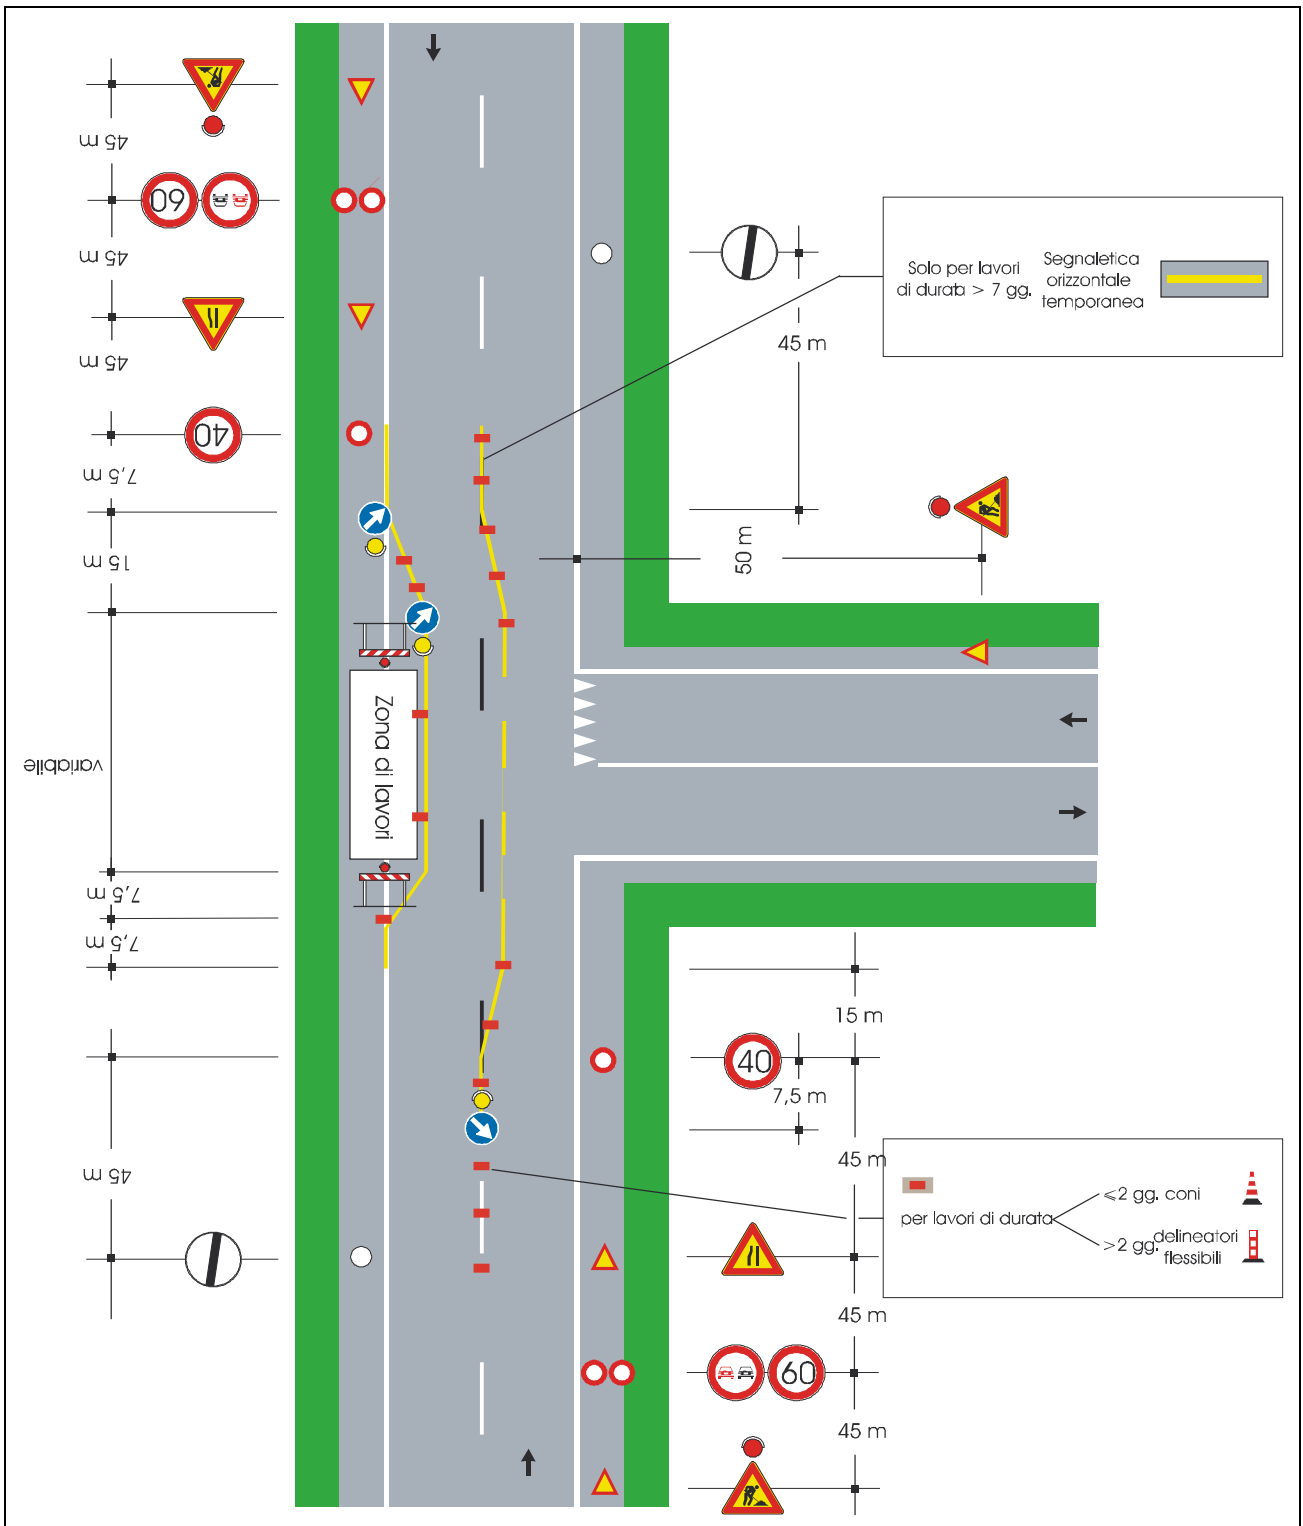 45 m
60
45 m
45 m
40
7,5 m
15 m
variabile
7,5 m
7,5 m
45 m
Zona di lavori
45 m
50 m
Solo per lavori
di durata > 7 gg.
Segnaletica
orizzontale
temporanea
15 m
40
7,5 m
45 m
per lavori di durata
⩽2 gg. coni
>2 gg. delineatori
flessibili
45 m
60
45 m